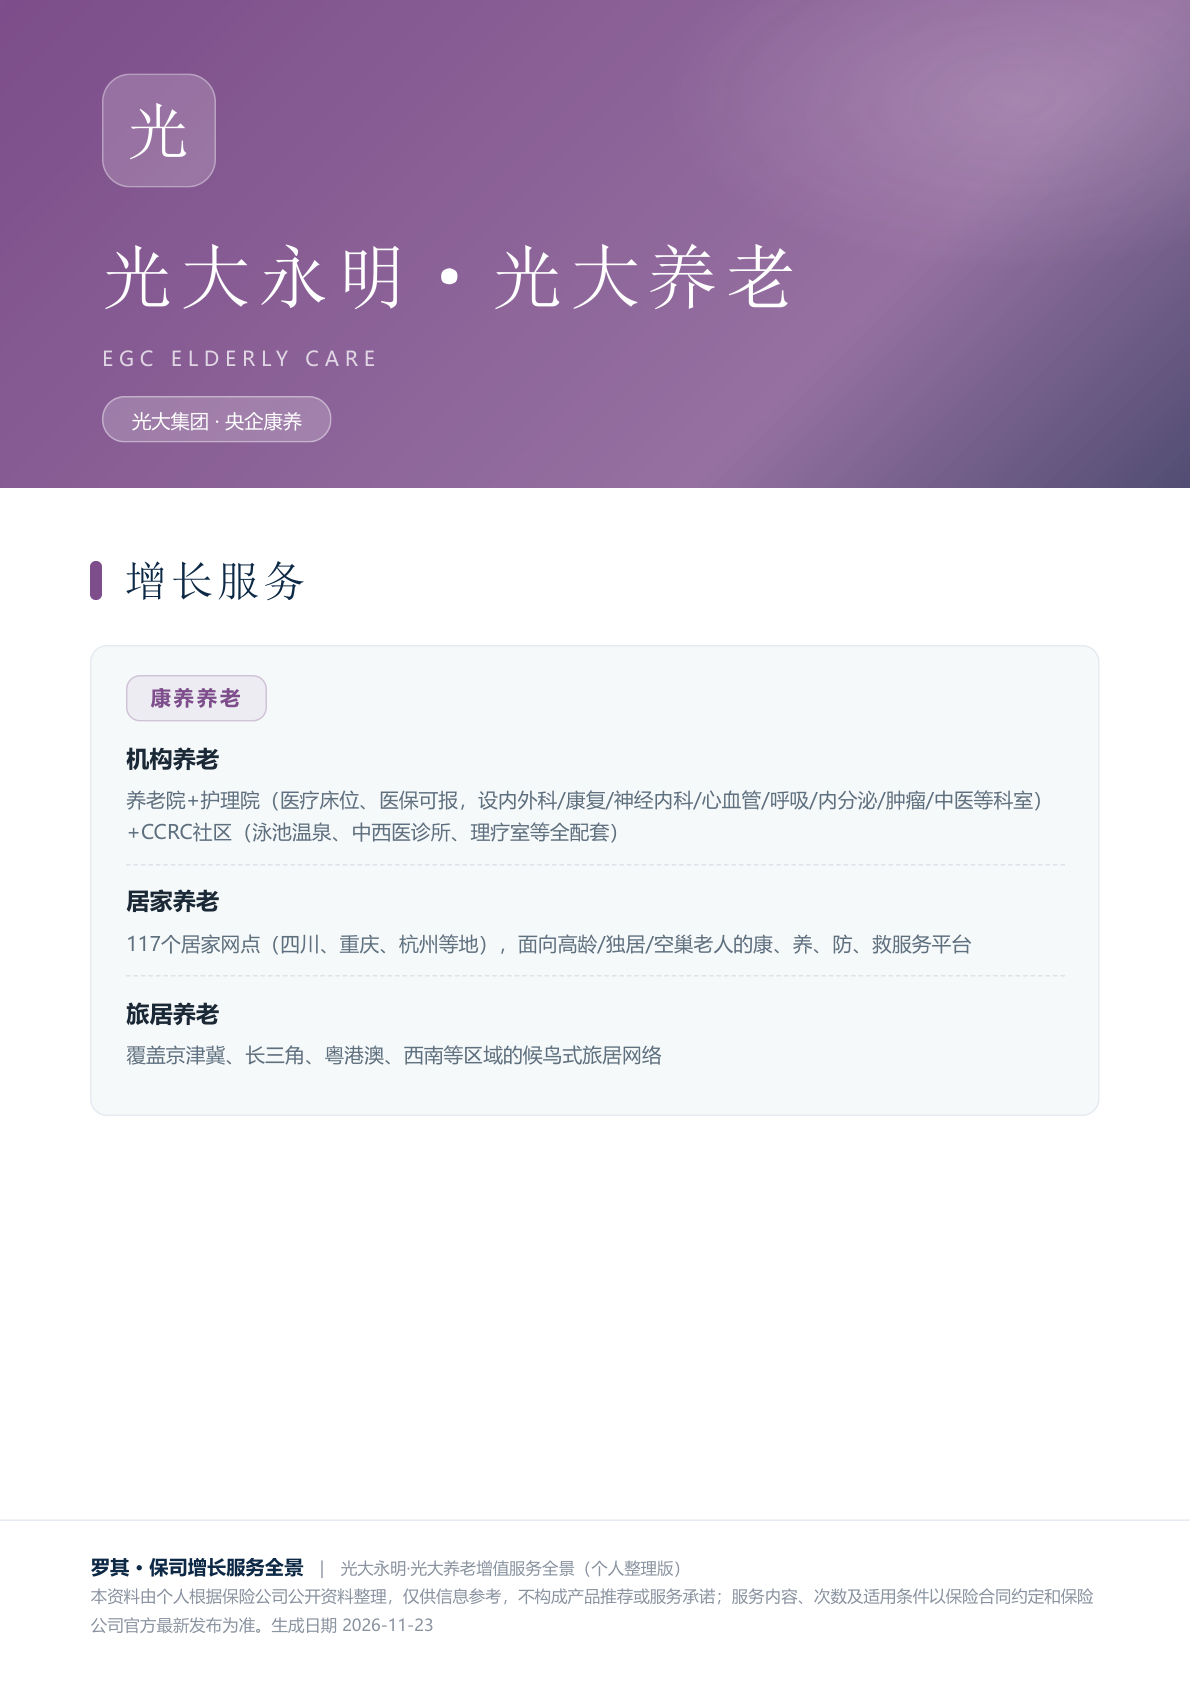 光
光大永明·光大养老
EGC ELDERLY CARE
光大集团 · 央企康养
增长服务
康养养老
机构养老
养老院+护理院（医疗床位、医保可报，设内外科/康复/神经内科/心血管/呼吸/内分泌/肿瘤/中医等科室）
+CCRC社区（泳池温泉、中西医诊所、理疗室等全配套）
居家养老
117个居家网点（四川、重庆、杭州等地），面向高龄/独居/空巢老人的康、养、防、救服务平台
旅居养老
覆盖京津冀、长三角、粤港澳、西南等区域的候鸟式旅居网络
罗其·保司增长服务全景 | 光大永明·光大养老增值服务全景（个人整理版）
本资料由个人根据保险公司公开资料整理，仅供信息参考，不构成产品推荐或服务承诺；服务内容、次数及适用条件以保险合同约定和保险
公司官方最新发布为准。生成日期 2026-11-23